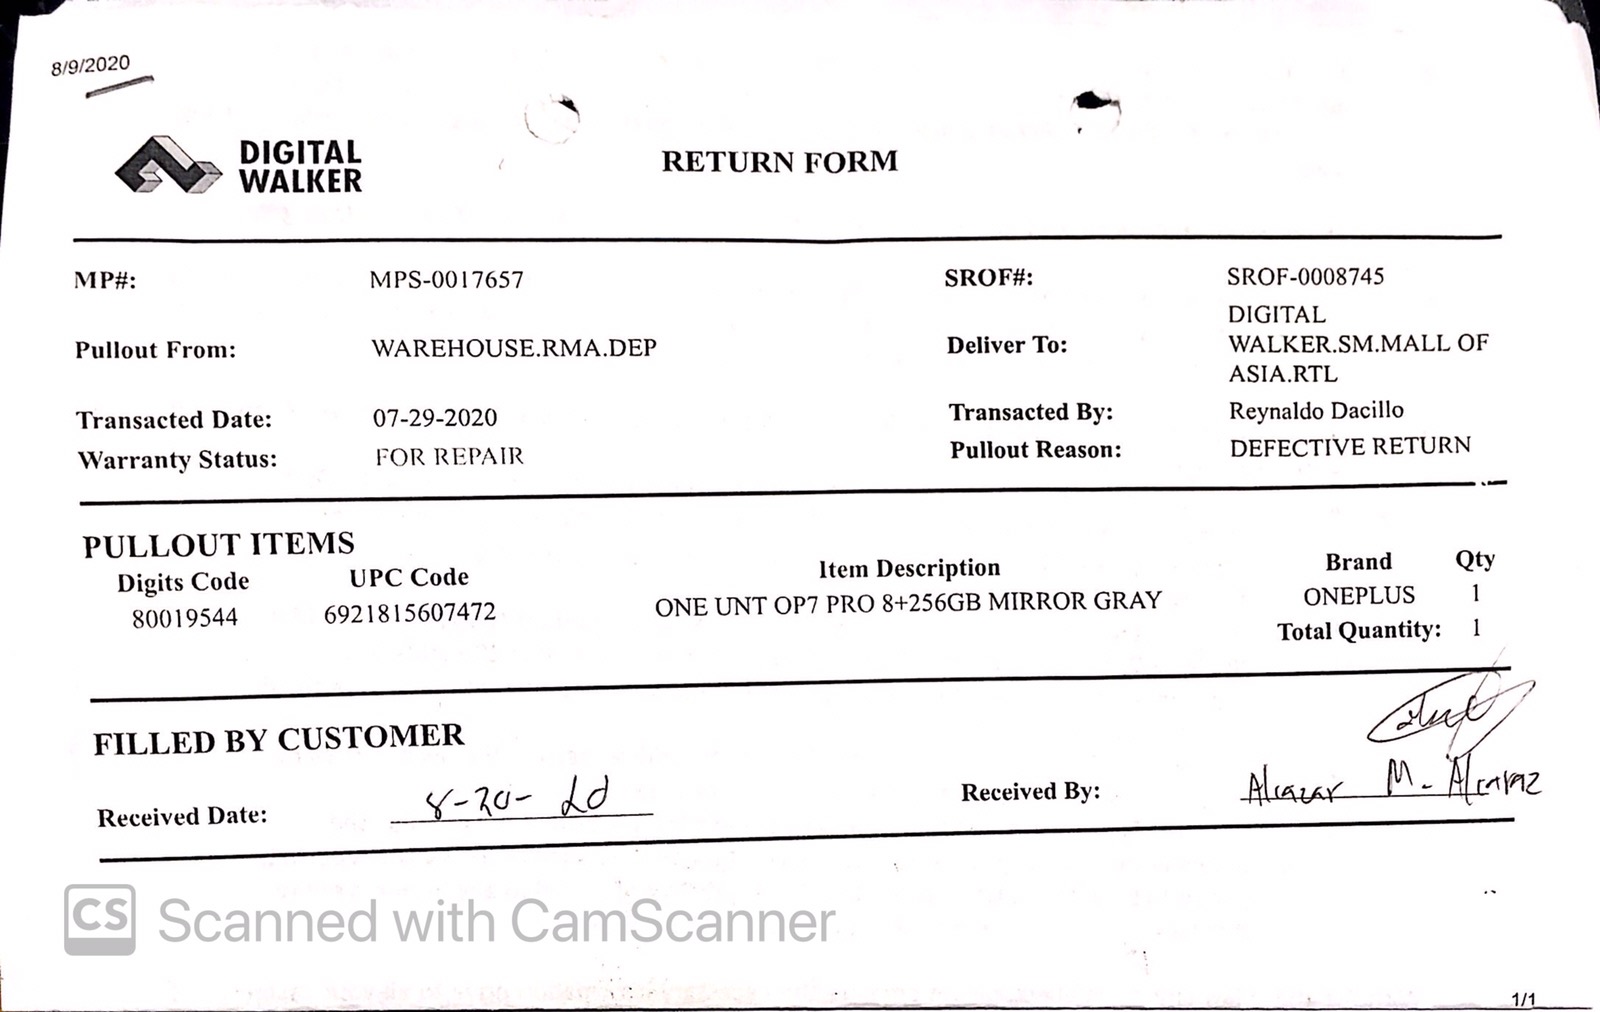 8/9/2020
DIGITAL
WALKER
RETURN FORM
MP#: MPS-0017657 SROF#: SROF-0008745
Pullout From: WAREHOUSE.RMA.DEP Deliver To: DIGITAL
WALKER.SM.MALL OF
ASIA.RTL
Transacted Date: 07-29-2020 Transacted By: Reynaldo Dacillo
Warranty Status: FOR REPAIR Pullout Reason: DEFECTIVE RETURN
PULLOUT ITEMS
Digits Code UPC Code Item Description Brand Qty
80019544 6921815607472 ONE UNT OP7 PRO 8+256GB MIRROR GRAY ONEPLUS 1
Total Quantity: 1
FILLED BY CUSTOMER
Received Date: 8-20- Received By: Alcazar M. Alcaraz
CS Scanned with CamScanner
1/1